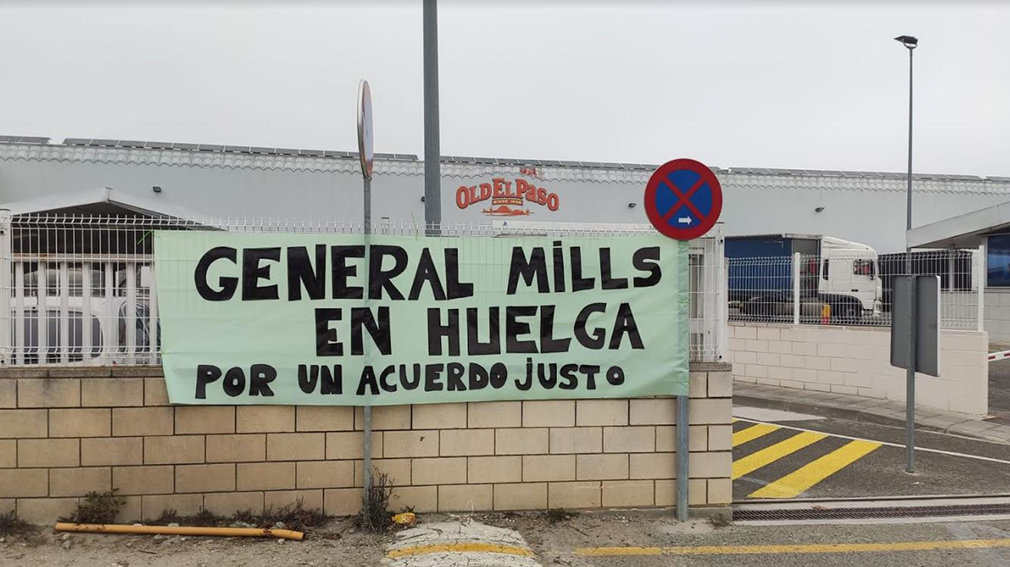 OLD EL PASO
GENERAL MILLS
EN HUELGA
POR UN ACUERDO JUSTO